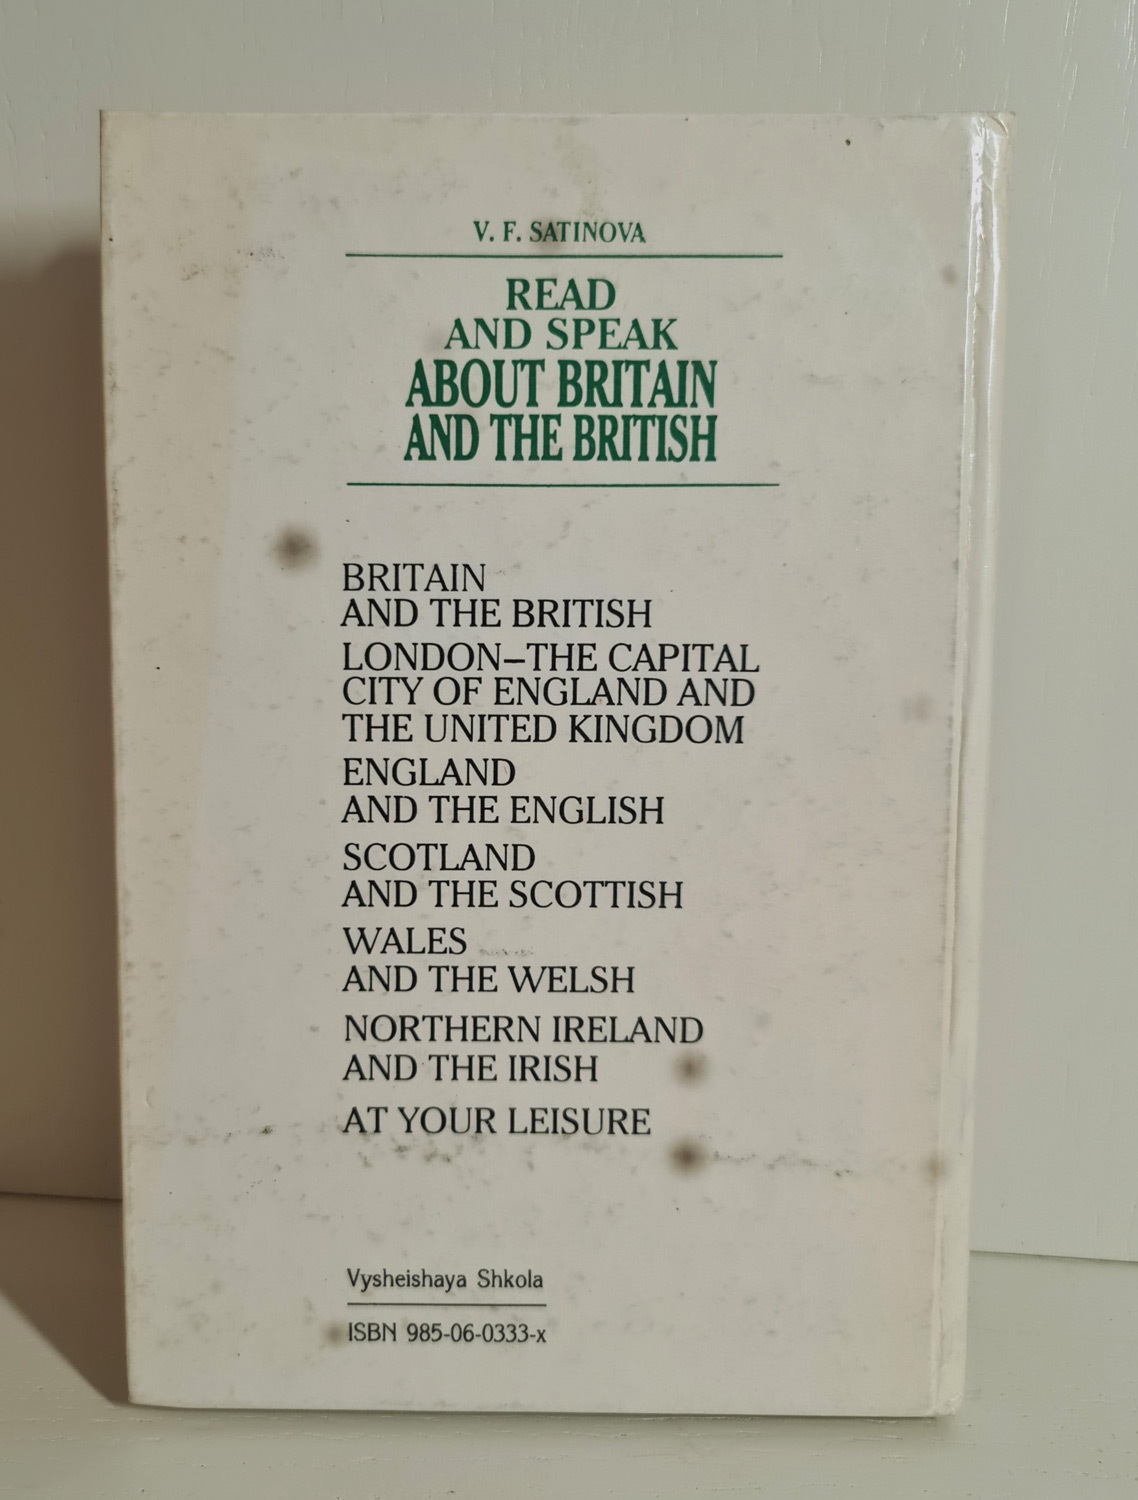 V. F. SATINOVA
READ
AND SPEAK
ABOUT BRITAIN
AND THE BRITISH
BRITAIN
AND THE BRITISH
LONDON–THE CAPITAL
CITY OF ENGLAND AND
THE UNITED KINGDOM
ENGLAND
AND THE ENGLISH
SCOTLAND
AND THE SCOTTISH
WALES
AND THE WELSH
NORTHERN IRELAND
AND THE IRISH
AT YOUR LEISURE
Vysheishaya Shkola
ISBN 985-06-0333-x